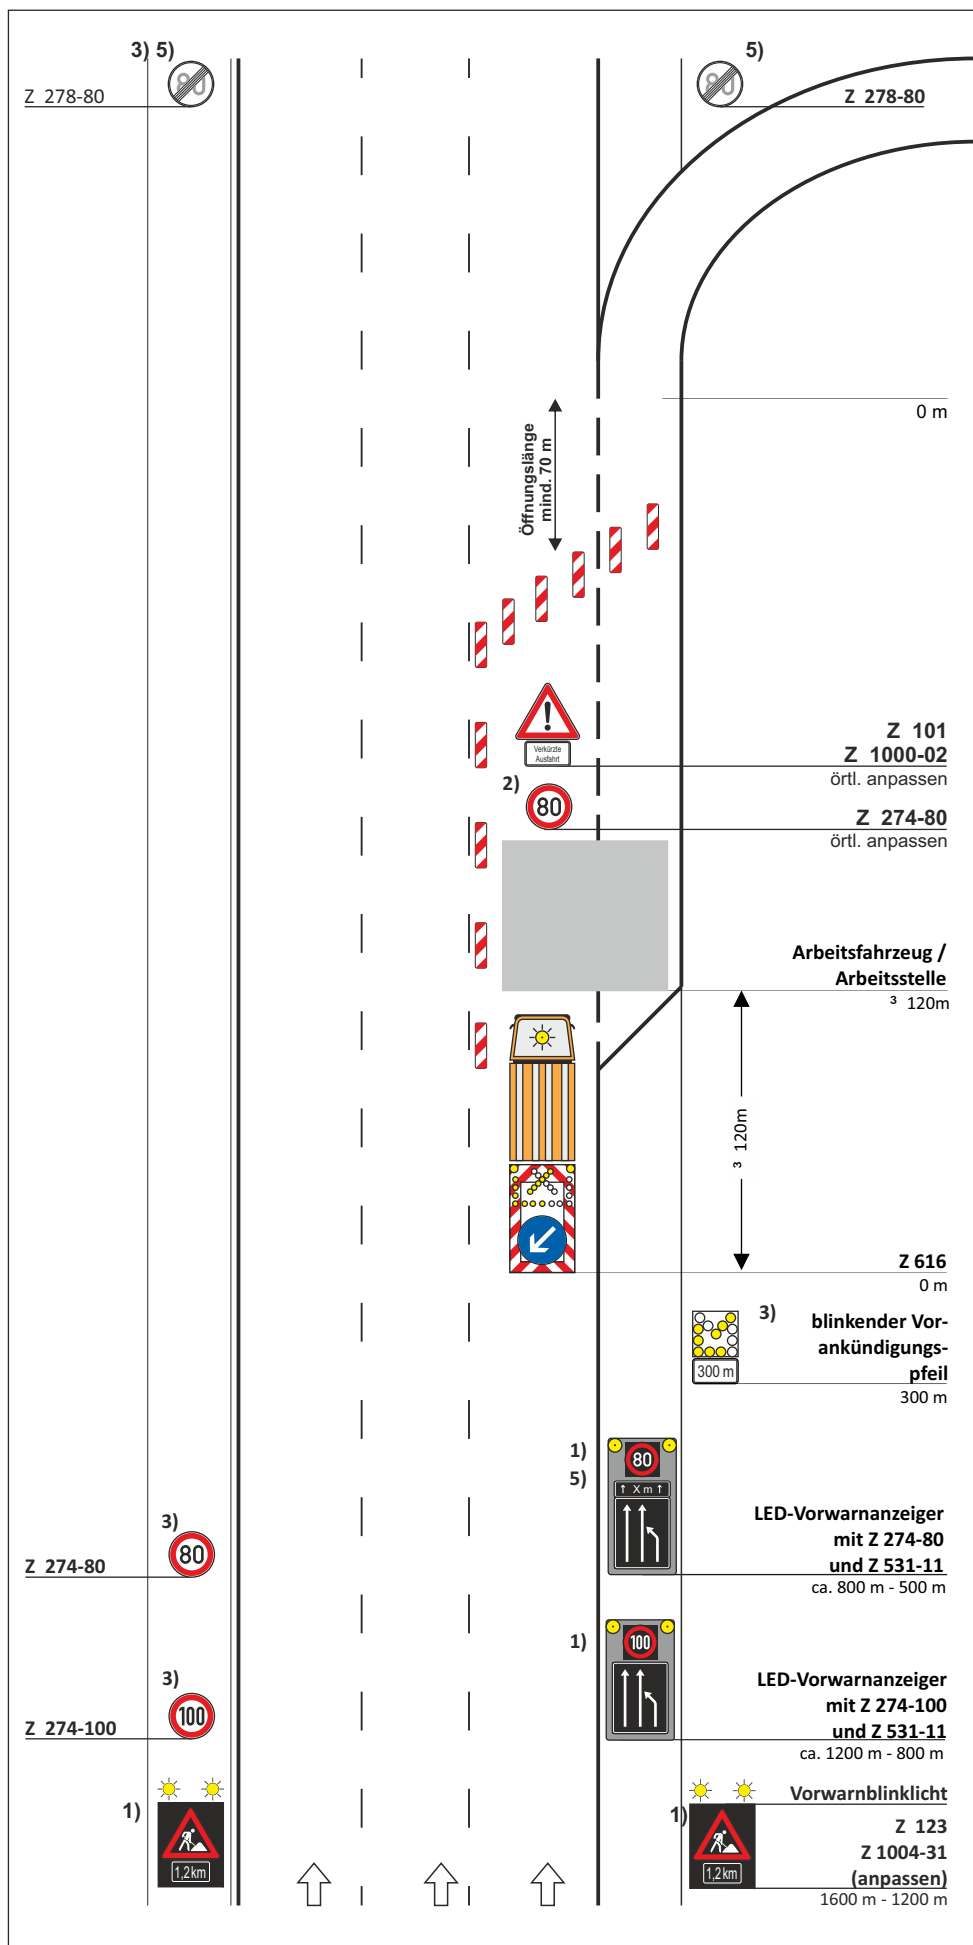 3) 5)
80
Z 278-80
5)
80
Z 278-80
0 m
Öffnungslänge
mind. 70 m
Verkürzte
Ausfahrt
Z 101
Z 1000-02
örtl. anpassen
2)
80
Z 274-80
örtl. anpassen
Arbeitsfahrzeug /
Arbeitsstelle
³ 120m
³ 120m
Z 616
0 m
3)
300 m
blinkender Vor-
ankündigungs-
pfeil
300 m
1)
5)
80
↑ X m ↑
LED-Vorwarnanzeiger
mit Z 274-80
und Z 531-11
ca. 800 m - 500 m
3)
80
Z 274-80
1)
100
LED-Vorwarnanzeiger
mit Z 274-100
und Z 531-11
ca. 1200 m - 800 m
3)
100
Z 274-100
1)
1,2km
1)
1,2km
Vorwarnblinklicht
Z 123
Z 1004-31
(anpassen)
1600 m - 1200 m